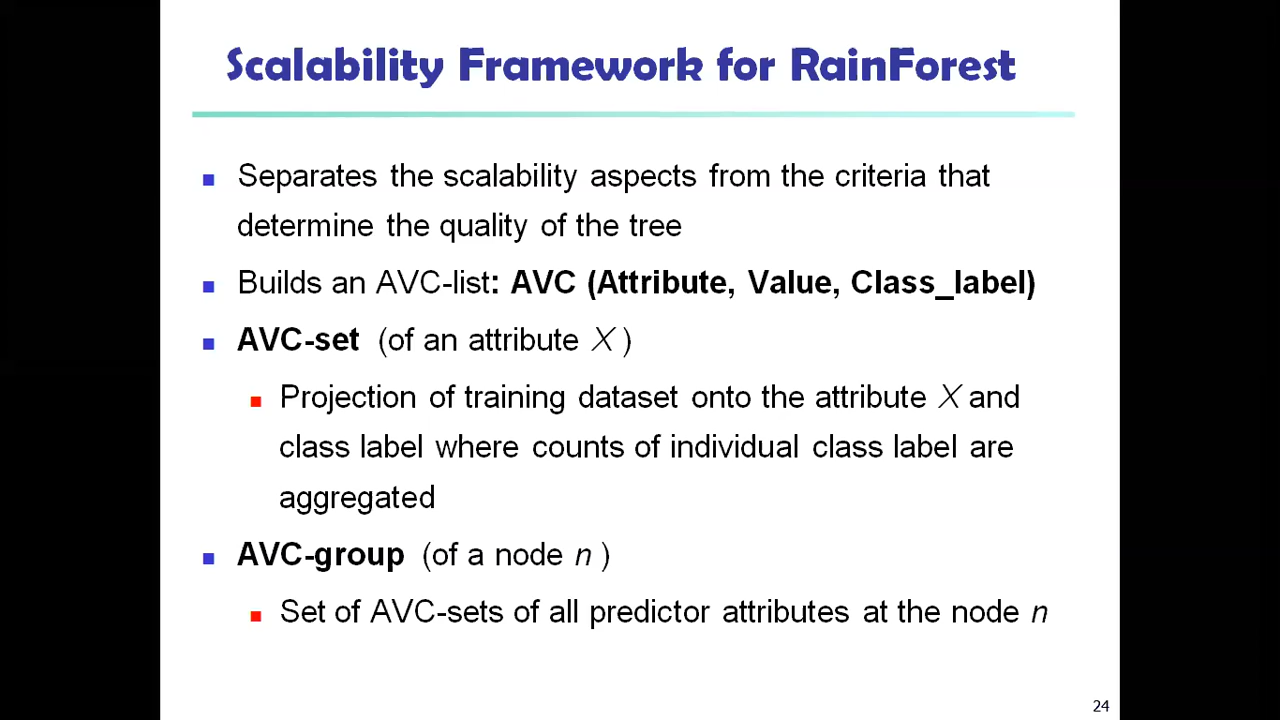 Scalability Framework for RainForest
Separates the scalability aspects from the criteria that
determine the quality of the tree
Builds an AVC-list: AVC (Attribute, Value, Class_label)
AVC-set (of an attribute X )
Projection of training dataset onto the attribute X and
class label where counts of individual class label are
aggregated
AVC-group (of a node n )
Set of AVC-sets of all predictor attributes at the node n
24